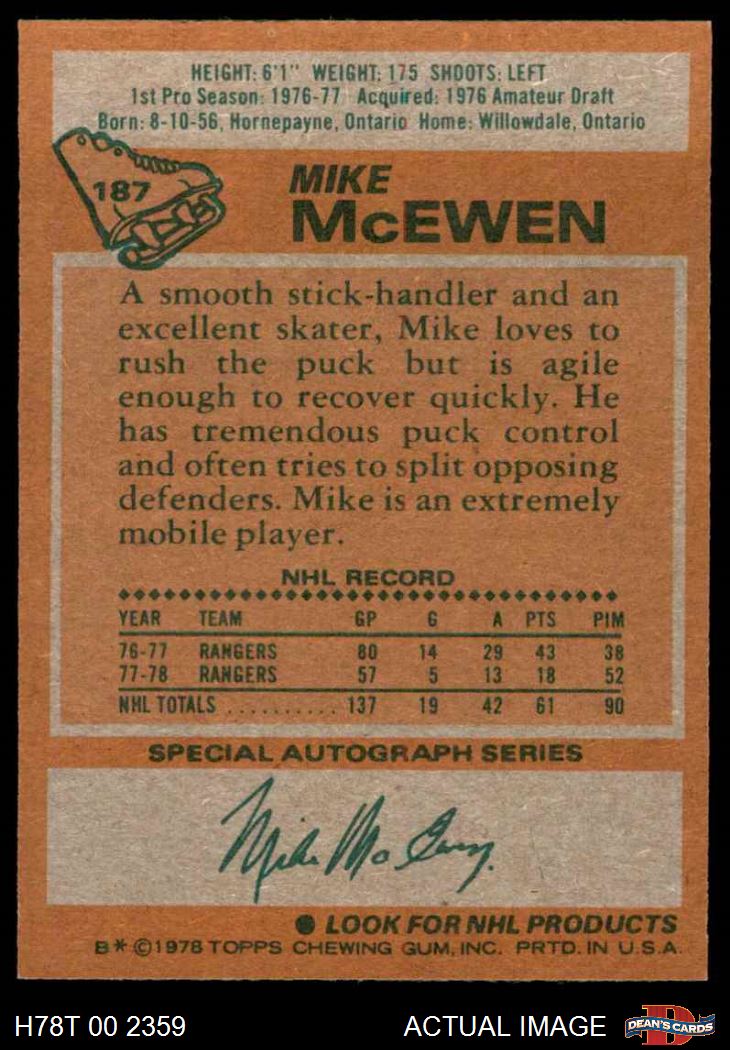 HEIGHT: 6'1" WEIGHT: 175 SHOOTS: LEFT
1st Pro Season: 1976-77 Acquired: 1976 Amateur Draft
Born: 8-10-56, Hornepayne, Ontario Home: Willowdale, Ontario
187
MIKE
McEWEN
A smooth stick-handler and an
excellent skater, Mike loves to
rush the puck but is agile
enough to recover quickly. He
has tremendous puck control
and often tries to split opposing
defenders. Mike is an extremely
mobile player.
NHL RECORD
YEAR TEAM GP G A PTS PIM
76-77 RANGERS 80 14 29 43 38
77-78 RANGERS 57 5 13 18 52
NHL TOTALS .......... 137 19 42 61 90
SPECIAL AUTOGRAPH SERIES
Mike McEwen
● LOOK FOR NHL PRODUCTS
B* ©1978 TOPPS CHEWING GUM, INC. PRTD. IN U.S.A.
H78T 00 2359 ACTUAL IMAGE
D
DEAN'S CARDS